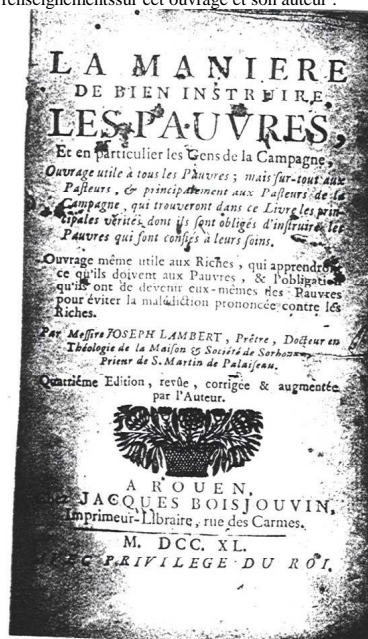 renseignementssur cet ouvrage et son auteur :
LA MANIERE
DE BIEN INSTRUIRE,
LES PAUVRES,
Et en particulier les Gens de la Campagne,
Ouvrage utile à tous les Pauvres ; mais sur-tout aux
Pasteurs, & principalement aux Pasteurs de la
Campagne, qui trouveront dans ce Livre les prin-
cipales vérités dont ils sont obligés d'instruire les
Pauvres qui sont confiés à leurs soins.
Ouvrage même utile aux Riches, qui apprendront
ce qu'ils doivent aux Pauvres, & l'obligation
qu'ils ont de devenir eux-mêmes des Pauvres
pour éviter la malédiction prononcée contre les
Riches.
Par Messire JOSEPH LAMBERT, Prêtre, Docteur en
Théologie de la Maison & Société de Sorbonne,
Prieur de S. Martin de Palaiseau.
Quatriéme Edition, revûe, corrigée & augmentée
par l'Auteur.
A ROUEN,
Chez JACQUES BOISJOUVIN,
Imprimeur-Libraire, rue des Carmes.
M. DCC. XL.
AVEC PRIVILEGE DU ROI.